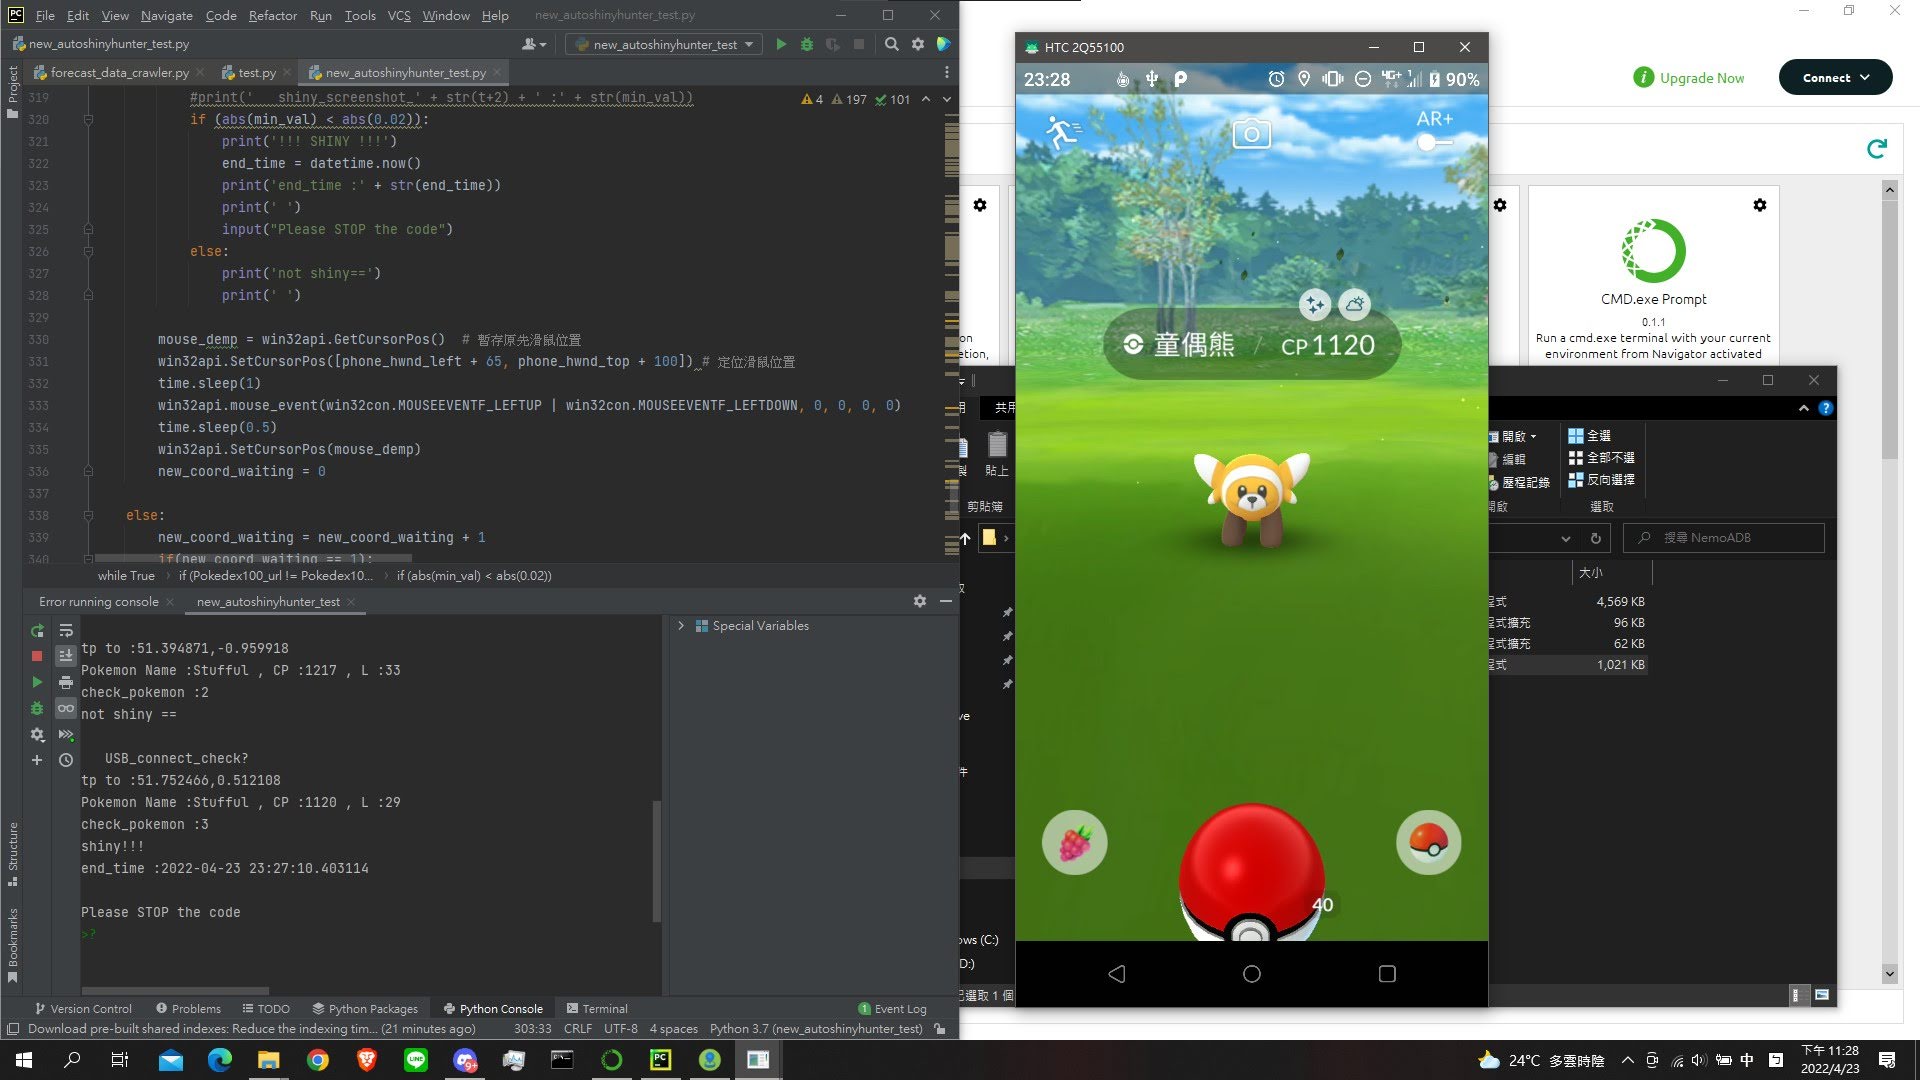 File Edit View Navigate Code Refactor Run Tools VCS Window Help new_autoshinyhunter_test.py
new_autoshinyhunter_test.py
new_autoshinyhunter_test
forecast_data_crawler.py test.py new_autoshinyhunter_test.py
4 197 101
319 #print('   shiny_screenshot_' + str(t+2) + ' :' + str(min_val))
320 if (abs(min_val) < abs(0.02)):
321 print('!!! SHINY !!!')
322 end_time = datetime.now()
323 print('end_time :' + str(end_time))
324 print(' ')
325 input("Please STOP the code")
326 else:
327 print('not shiny==')
328 print(' ')
329
330 mouse_demp = win32api.GetCursorPos()  # 暫存原先滑鼠位置
331 win32api.SetCursorPos([phone_hwnd_left + 65, phone_hwnd_top + 100]) # 定位滑鼠位置
332 time.sleep(1)
333 win32api.mouse_event(win32con.MOUSEEVENTF_LEFTUP | win32con.MOUSEEVENTF_LEFTDOWN, 0, 0, 0, 0)
334 time.sleep(0.5)
335 win32api.SetCursorPos(mouse_demp)
336 new_coord_waiting = 0
337
338 else:
339 new_coord_waiting = new_coord_waiting + 1
340 if(new_coord_waiting == 1):
while True > if (Pokedex100_url != Pokedex10... > if (abs(min_val) < abs(0.02))
Project
Structure
Bookmarks
Error running console new_autoshinyhunter_test
tp to :51.394871,-0.959918
Pokemon Name :Stufful , CP :1217 , L :33
check_pokemon :2
not shiny ==
USB_connect_check?
tp to :51.752466,0.512108
Pokemon Name :Stufful , CP :1120 , L :29
check_pokemon :3
shiny!!!
end_time :2022-04-23 23:27:10.403114
Please STOP the code
>?
Special Variables
Version Control Problems TODO Python Packages Python Console Terminal 1 Event Log
Download pre-built shared indexes: Reduce the indexing tim... (21 minutes ago) 303:33 CRLF UTF-8 4 spaces Python 3.7 (new_autoshinyhunter_test)
HTC 2Q55100
23:28 4G+ 90%
AR+
童偶熊 / CP1120
40
Upgrade Now Connect
CMD.exe Prompt
0.1.1
Run a cmd.exe terminal with your current
environment from Navigator activated
on
etion,
共用
貼上
剪貼簿
開啟 全選
編輯 全部不選
歷程記錄 反向選擇
選取
搜尋 NemoADB
大小
程式 4,569 KB
程式擴充 96 KB
程式擴充 62 KB
程式 1,021 KB
ve
件
ows (C:)
D:)
已選取 1 個
24°C 多雲時陰 中 下午 11:28
2022/4/23
9+